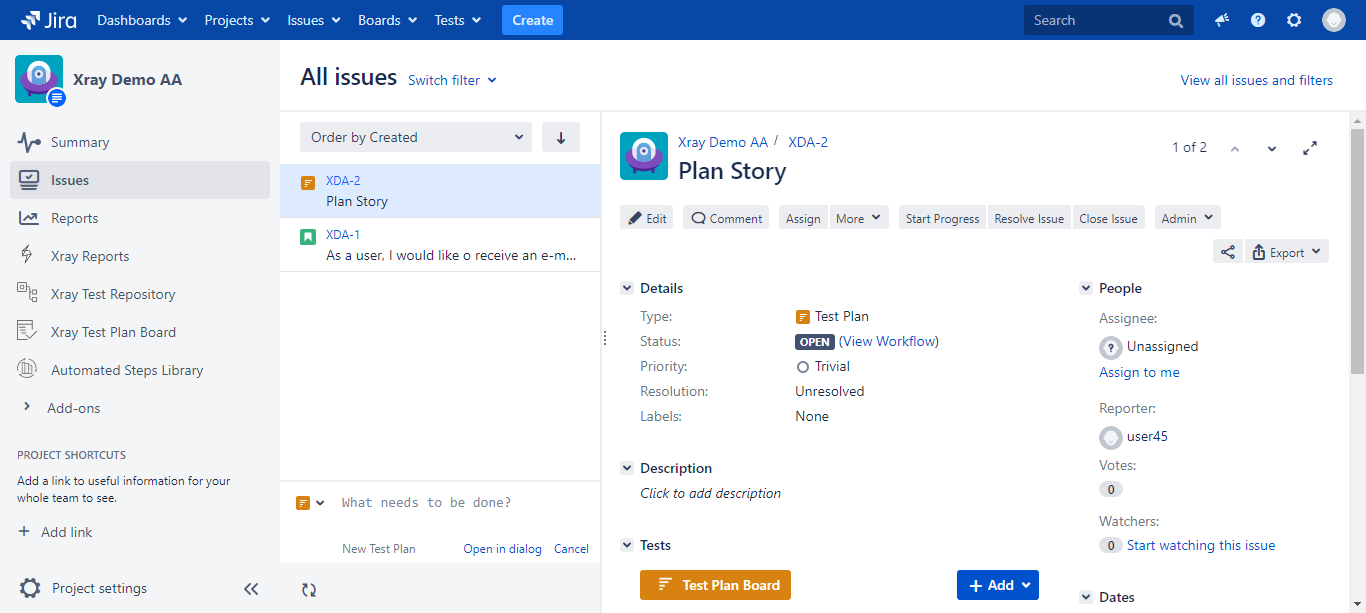 Jira Dashboards Projects Issues Boards Tests Create Search
Xray Demo AA
Summary
Issues
Reports
Xray Reports
Xray Test Repository
Xray Test Plan Board
Automated Steps Library
Add-ons
PROJECT SHORTCUTS
Add a link to useful information for your
whole team to see.
+ Add link
Project settings
All issues Switch filter
View all issues and filters
Order by Created
XDA-2
Plan Story
XDA-1
As a user, I would like o receive an e-m...
What needs to be done?
New Test Plan Open in dialog Cancel
Xray Demo AA / XDA-2
Plan Story
1 of 2
Edit Comment Assign More Start Progress Resolve Issue Close Issue Admin
Export
Details
Type: Test Plan
Status: OPEN (View Workflow)
Priority: Trivial
Resolution: Unresolved
Labels: None
Description
Click to add description
Tests
Test Plan Board + Add
People
Assignee:
Unassigned
Assign to me
Reporter:
user45
Votes:
0
Watchers:
0 Start watching this issue
Dates